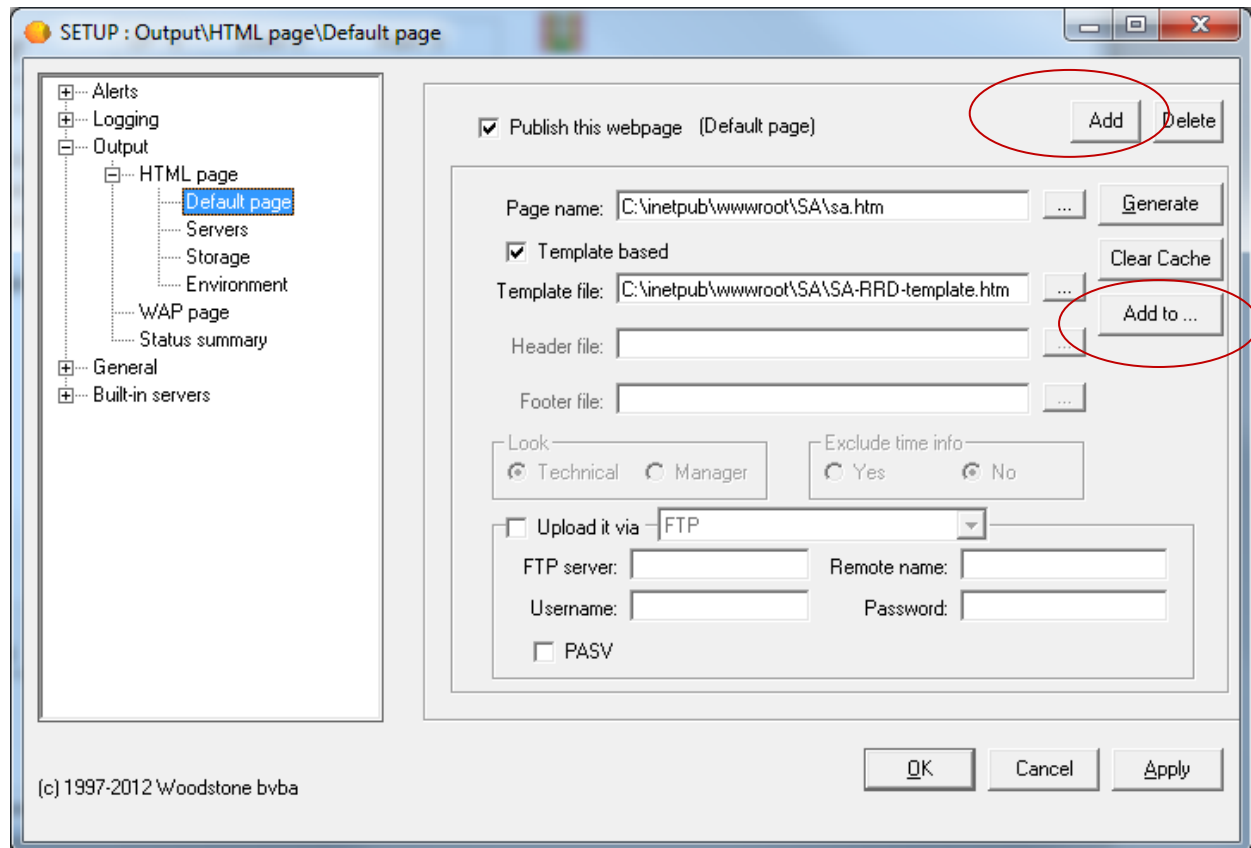 SETUP : Output\HTML page\Default page
Alerts
Logging
Output
HTML page
Default page
Servers
Storage
Environment
WAP page
Status summary
General
Built-in servers
Publish this webpage (Default page)
Add
Delete
Page name: C:\inetpub\wwwroot\SA\sa.htm ... Generate
Template based
Clear Cache
Template file: C:\inetpub\wwwroot\SA\SA-RRD-template.htm ...
Add to ...
Header file: ...
Footer file: ...
Look
Technical Manager
Exclude time info
Yes No
Upload it via FTP
FTP server: Remote name:
Username: Password:
PASV
OK Cancel Apply
(c) 1997-2012 Woodstone bvba